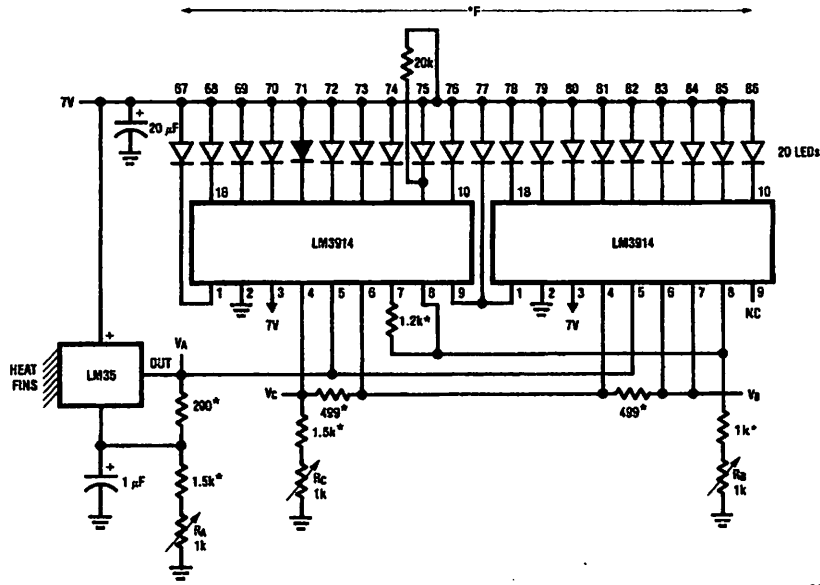 °F
20k
7V 67 68 69 70 71 72 73 74 75 76 77 78 79 80 81 82 83 84 85 86
20 µF
20 LEDs
18 10 18 10
LM3914 LM3914
1 2 3 4 5 6 7 8 9 1 2 3 4 5 6 7 8 9
7V 1.2k* 7V NC
HEAT FINS
LM35
OUT
VA
200*
VC 499* 499* VB
1.5k* 1k*
1 µF
1.5k*
RC 1k
RB 1k
RA 1k